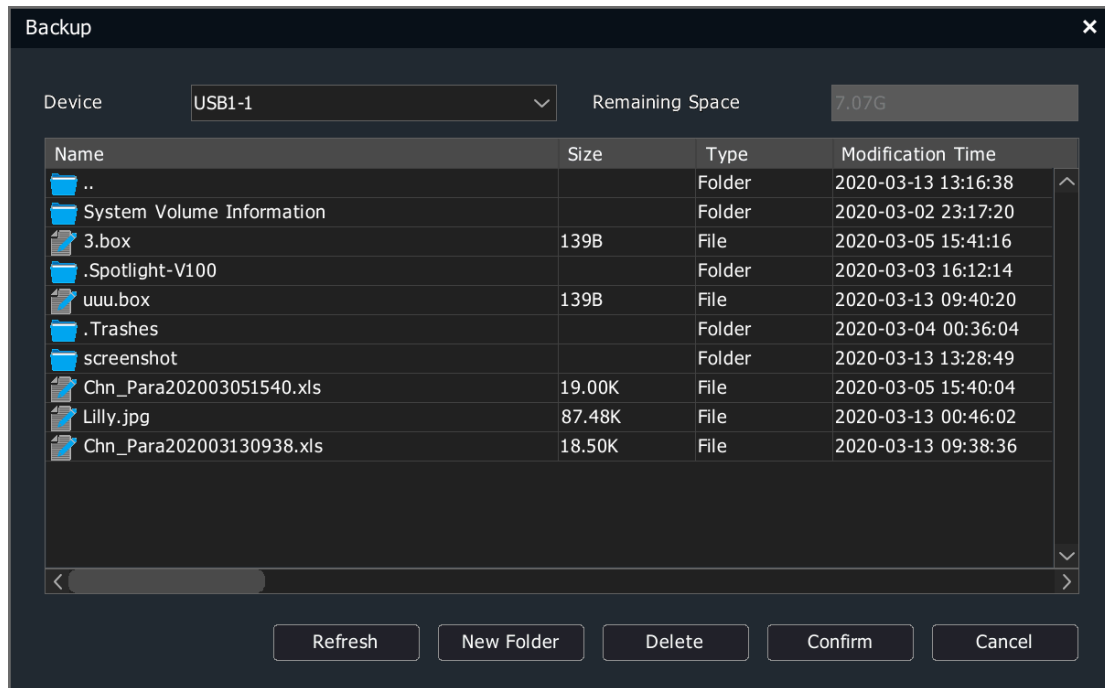 Backup
Device USB1-1 Remaining Space 7.07G
Name Size Type Modification Time
.. Folder 2020-03-13 13:16:38
System Volume Information Folder 2020-03-02 23:17:20
3.box 139B File 2020-03-05 15:41:16
.Spotlight-V100 Folder 2020-03-03 16:12:14
uuu.box 139B File 2020-03-13 09:40:20
.Trashes Folder 2020-03-04 00:36:04
screenshot Folder 2020-03-13 13:28:49
Chn_Para202003051540.xls 19.00K File 2020-03-05 15:40:04
Lilly.jpg 87.48K File 2020-03-13 00:46:02
Chn_Para202003130938.xls 18.50K File 2020-03-13 09:38:36
Refresh New Folder Delete Confirm Cancel